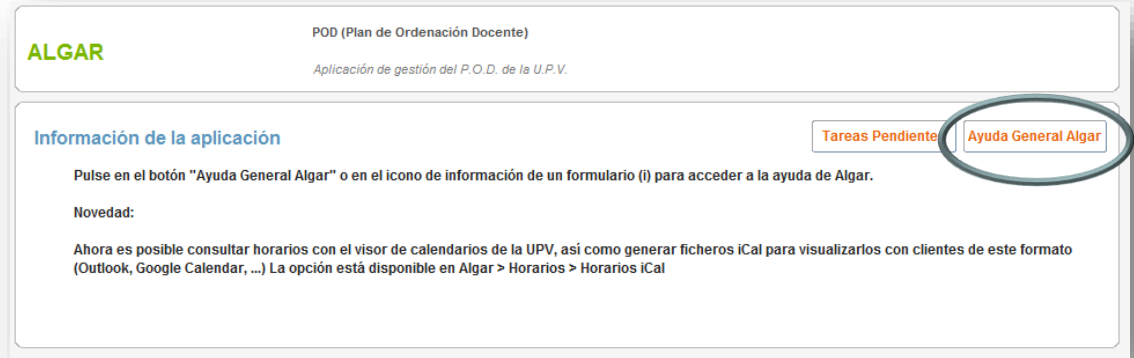 ALGAR
POD (Plan de Ordenación Docente)
Aplicación de gestión del P.O.D. de la U.P.V.
Información de la aplicación
Tareas Pendiente
Ayuda General Algar
Pulse en el botón "Ayuda General Algar" o en el icono de información de un formulario (i) para acceder a la ayuda de Algar.
Novedad:
Ahora es posible consultar horarios con el visor de calendarios de la UPV, así como generar ficheros iCal para visualizarlos con clientes de este formato
(Outlook, Google Calendar, ...) La opción está disponible en Algar > Horarios > Horarios iCal